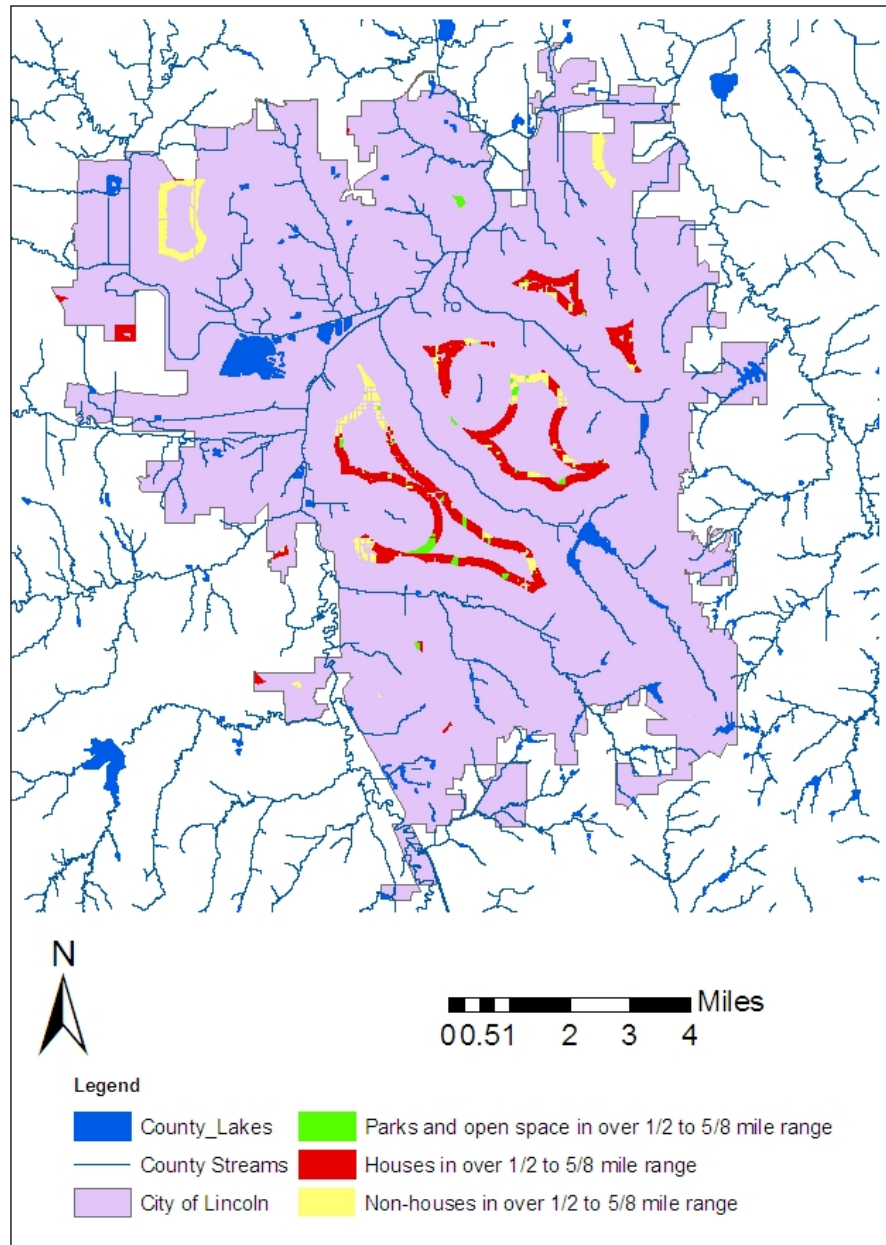 N
Miles
0 0.5 1 2 3 4
Legend
County_Lakes
County Streams
City of Lincoln
Parks and open space in over 1/2 to 5/8 mile range
Houses in over 1/2 to 5/8 mile range
Non-houses in over 1/2 to 5/8 mile range